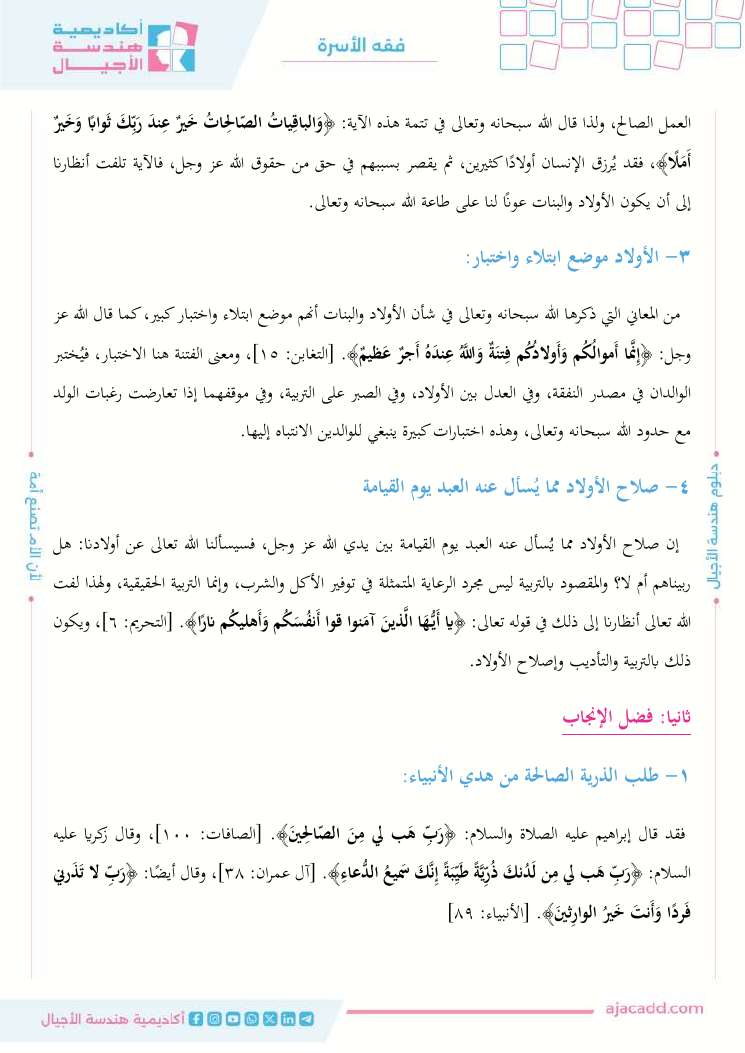 أكاديمية
هندسة
الأجيال
فقه الأسرة
العمل الصالح، ولذا قال الله سبحانه وتعالى في تتمة هذه الآية: ﴿وَالباقِياتُ الصّالِحاتُ خَيرٌ عِندَ رَبِّكَ ثَوابًا وَخَيرٌ
أَمَلًا﴾، فقد يُرزق الإنسان أولادًا كثيرين، ثم يقصر بسببهم في حق من حقوق الله عز وجل، فالآية تلفت أنظارنا
إلى أن يكون الأولاد والبنات عونًا لنا على طاعة الله سبحانه وتعالى.
٣- الأولاد موضع ابتلاء واختبار:
من المعاني التي ذكرها الله سبحانه وتعالى في شأن الأولاد والبنات أنهم موضع ابتلاء واختبار كبير، كما قال الله عز
وجل: ﴿إِنَّما أَموالُكُم وَأَولادُكُم فِتنَةٌ وَاللَّهُ عِندَهُ أَجرٌ عَظيمٌ﴾. [التغابن: ١٥]، ومعنى الفتنة هنا الاختبار، فيُختبر
الوالدان في مصدر النفقة، وفي العدل بين الأولاد، وفي الصبر على التربية، وفي موقفهما إذا تعارضت رغبات الولد
مع حدود الله سبحانه وتعالى، وهذه اختبارات كبيرة ينبغي للوالدين الانتباه إليها.
٤- صلاح الأولاد مما يُسأل عنه العبد يوم القيامة
إن صلاح الأولاد مما يُسأل عنه العبد يوم القيامة بين يدي الله عز وجل، فسيسألنا الله تعالى عن أولادنا: هل
ربيناهم أم لا؟ والمقصود بالتربية ليس مجرد الرعاية المتمثلة في توفير الأكل والشرب، وإنما التربية الحقيقية، ولهذا لفت
الله تعالى أنظارنا إلى ذلك في قوله تعالى: ﴿يا أَيُّهَا الَّذينَ آمَنوا قوا أَنفُسَكُم وَأَهليكُم نارًا﴾. [التحريم: ٦]، ويكون
ذلك بالتربية والتأديب وإصلاح الأولاد.
ثانيا: فضل الإنجاب
١- طلب الذرية الصالحة من هدي الأنبياء:
فقد قال إبراهيم عليه الصلاة والسلام: ﴿رَبِّ هَب لي مِنَ الصّالِحينَ﴾. [الصافات: ١٠٠]، وقال زكريا عليه
السلام: ﴿رَبِّ هَب لي مِن لَدُنكَ ذُرِّيَّةً طَيِّبَةً إِنَّكَ سَميعُ الدُّعاءِ﴾. [آل عمران: ٣٨]، وقال أيضًا: ﴿رَبِّ لا تَذَرني
فَردًا وَأَنتَ خَيرُ الوارِثينَ﴾. [الأنبياء: ٨٩]
دبلوم هندسة الأجيال
لأن الأم تصنع أمة
ajacadd.com
أكاديمية هندسة الأجيال